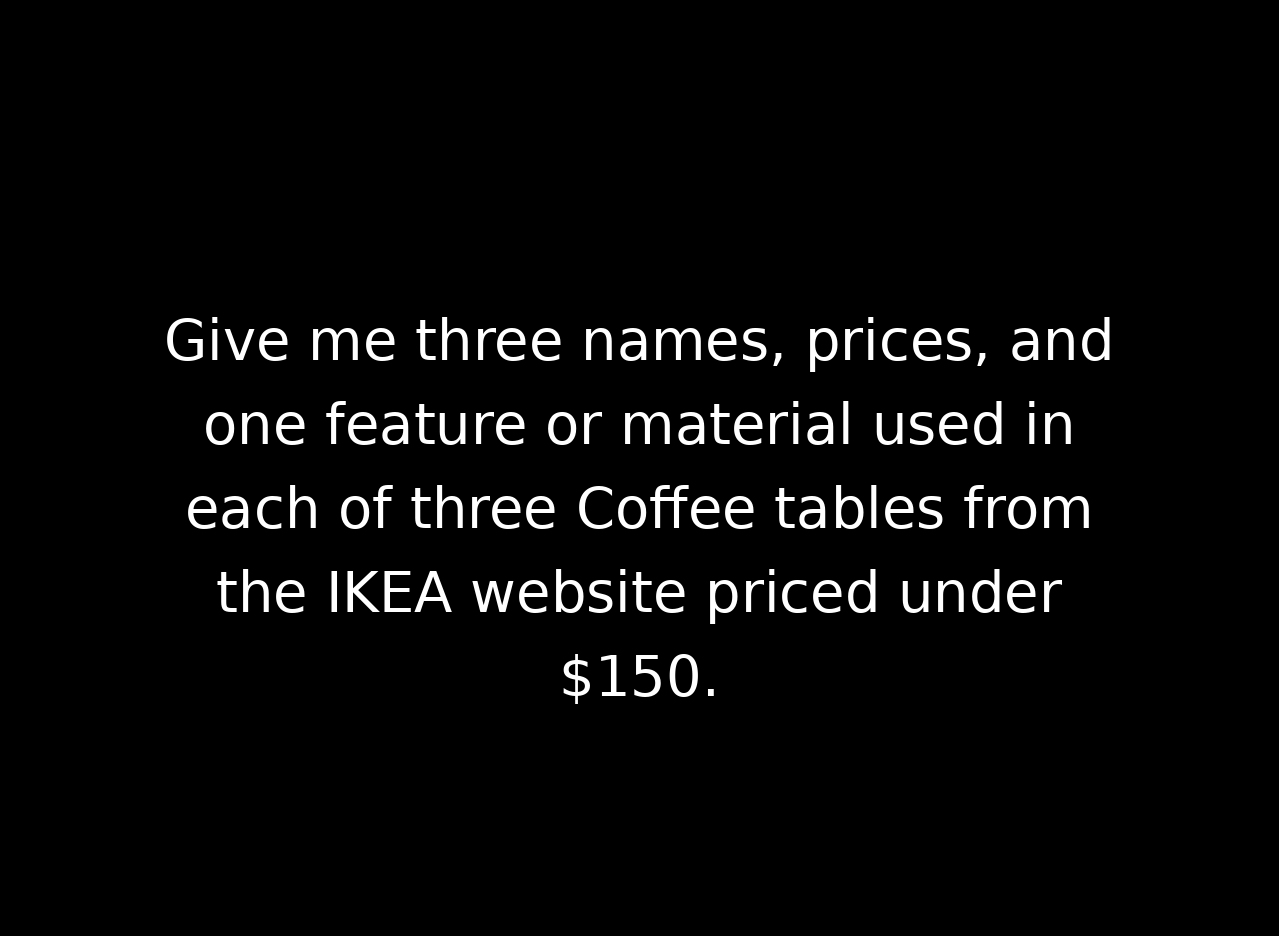 Give me three names, prices, and
one feature or material used in
each of three Coffee tables from
the IKEA website priced under
$150.